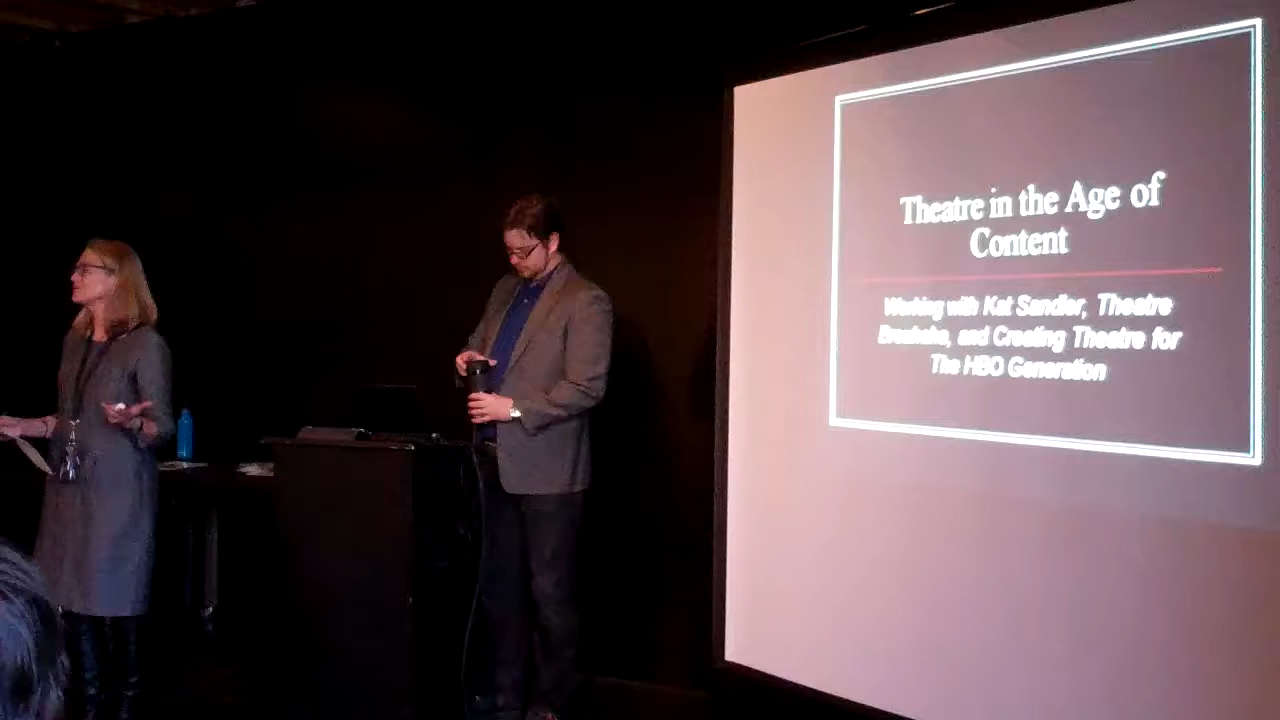 Theatre in the Age of
Content
Working with Kat Sandler, Theatre
Brouhaha, and Creating Theatre for
The HBO Generation